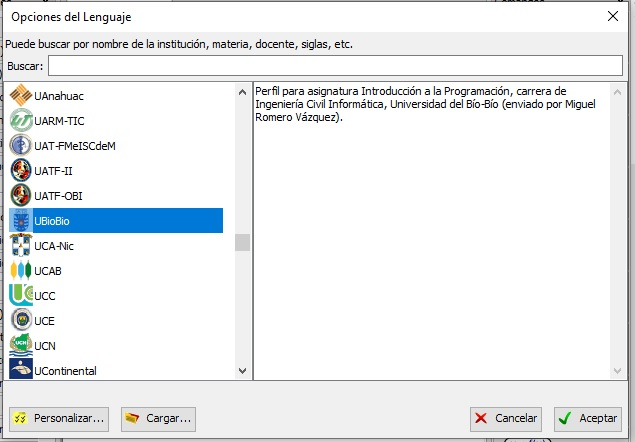 Opciones del Lenguaje
Puede buscar por nombre de la institución, materia, docente, siglas, etc.
Buscar:
UAnahuac
UARM-TIC
UAT-FMeISCdeM
UATF-II
UATF-OBI
UBioBio
UCA-Nic
UCAB
UCC
UCE
UCN
UContinental
Perfil para asignatura Introducción a la Programación, carrera de
Ingeniería Civil Informática, Universidad del Bío-Bío (enviado por Miguel
Romero Vázquez).
Personalizar...
Cargar...
Cancelar
Aceptar